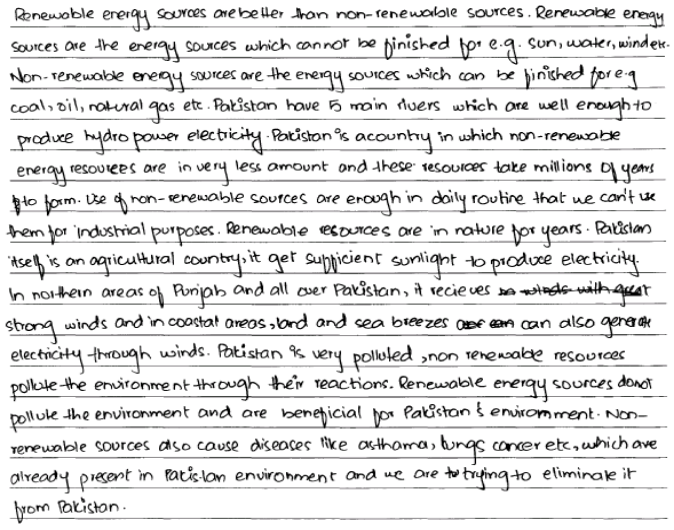 Renewable energy sources are better than non-renewable sources. Renewable energy
sources are the energy sources which cannot be finished for e.g. sun, water, wind etc.
Non-renewable energy sources are the energy sources which can be finished for e.g
coal, oil, natural gas etc. Pakistan have 5 main rivers which are well enough to
produce hydro power electricity. Pakistan is a country in which non-renewable
energy resources are in very less amount and these resources take millions of years
to form. Use of non-renewable sources are enough in daily routine that we can't use
them for industrial purposes. Renewable resources are in nature for years. Pakistan
itself is an agricultural country, it get sufficient sunlight to produce electricity.
In northern areas of Punjab and all over Pakistan, it recieves so winds with great
strong winds and in coastal areas, land and sea breezes can also generate
electricity through winds. Pakistan is very polluted, non renewable resources
pollute the environment through their reactions. Renewable energy sources donot
pollute the environment and are beneficial for Pakistan's enviromment. Non-
renewable sources also cause diseases like asthama, lungs cancer etc, which are
already present in Pakistan environment and we are to trying to eliminate it
from Pakistan.